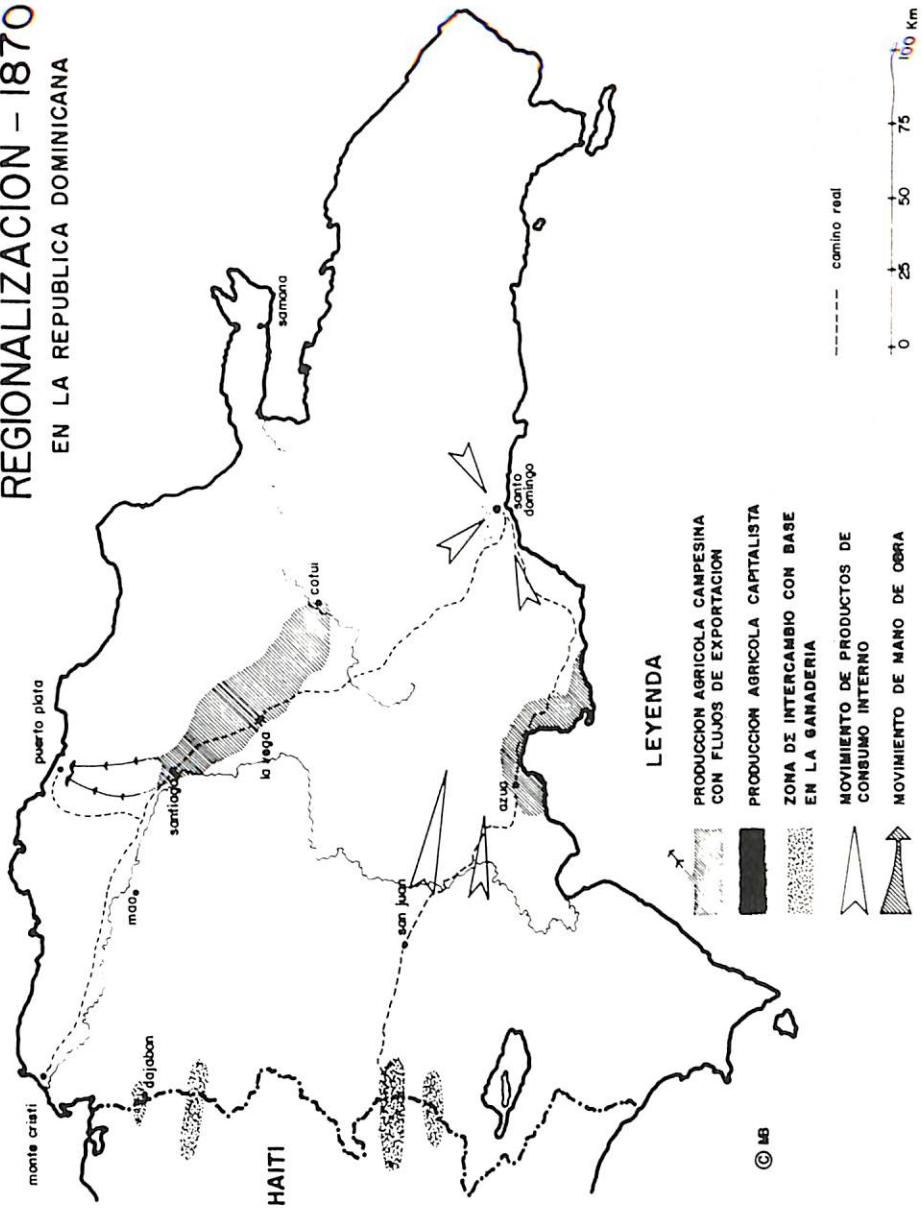 REGIONALIZACION - 1870
EN LA REPUBLICA DOMINICANA
monte cristi
puerto plata
dajabon
mao
santiago
la vega
cotui
samana
HAITI
san juan
azua
santo
domingo
LEYENDA
PRODUCCION AGRICOLA CAMPESINA
CON FLUJOS DE EXPORTACION
PRODUCCION AGRICOLA CAPITALISTA
ZONA DE INTERCAMBIO CON BASE
EN LA GANADERIA
MOVIMIENTO DE PRODUCTOS DE
CONSUMO INTERNO
MOVIMIENTO DE MANO DE OBRA
camino real
0 25 50 75 100 Km
© MB